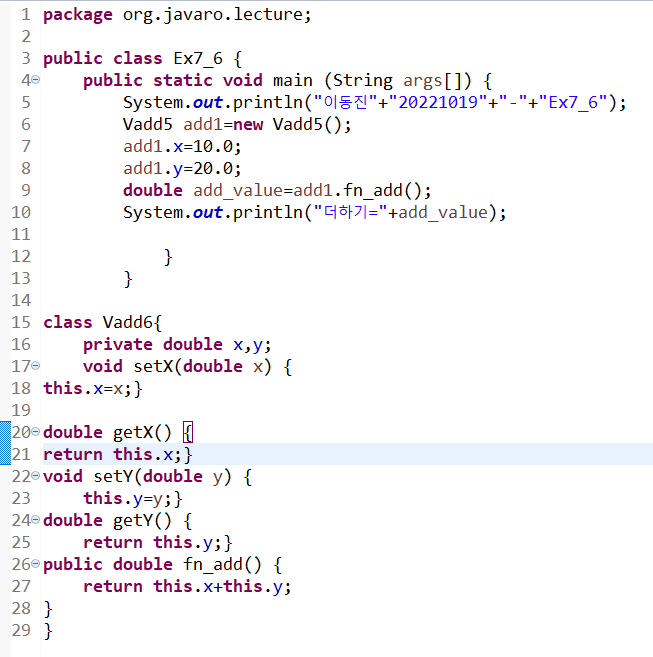 1 package org.javaro.lecture;
2
3 public class Ex7_6 {
4 public static void main (String args[]) {
5 System.out.println("이동진"+"20221019"+"-"+"Ex7_6");
6 Vadd5 add1=new Vadd5();
7 add1.x=10.0;
8 add1.y=20.0;
9 double add_value=add1.fn_add();
10 System.out.println("더하기="+add_value);
11
12 }
13 }
14
15 class Vadd6{
16 private double x,y;
17 void setX(double x) {
18 this.x=x;}
19
20 double getX() {
21 return this.x;}
22 void setY(double y) {
23 this.y=y;}
24 double getY() {
25 return this.y;}
26 public double fn_add() {
27 return this.x+this.y;
28 }
29 }